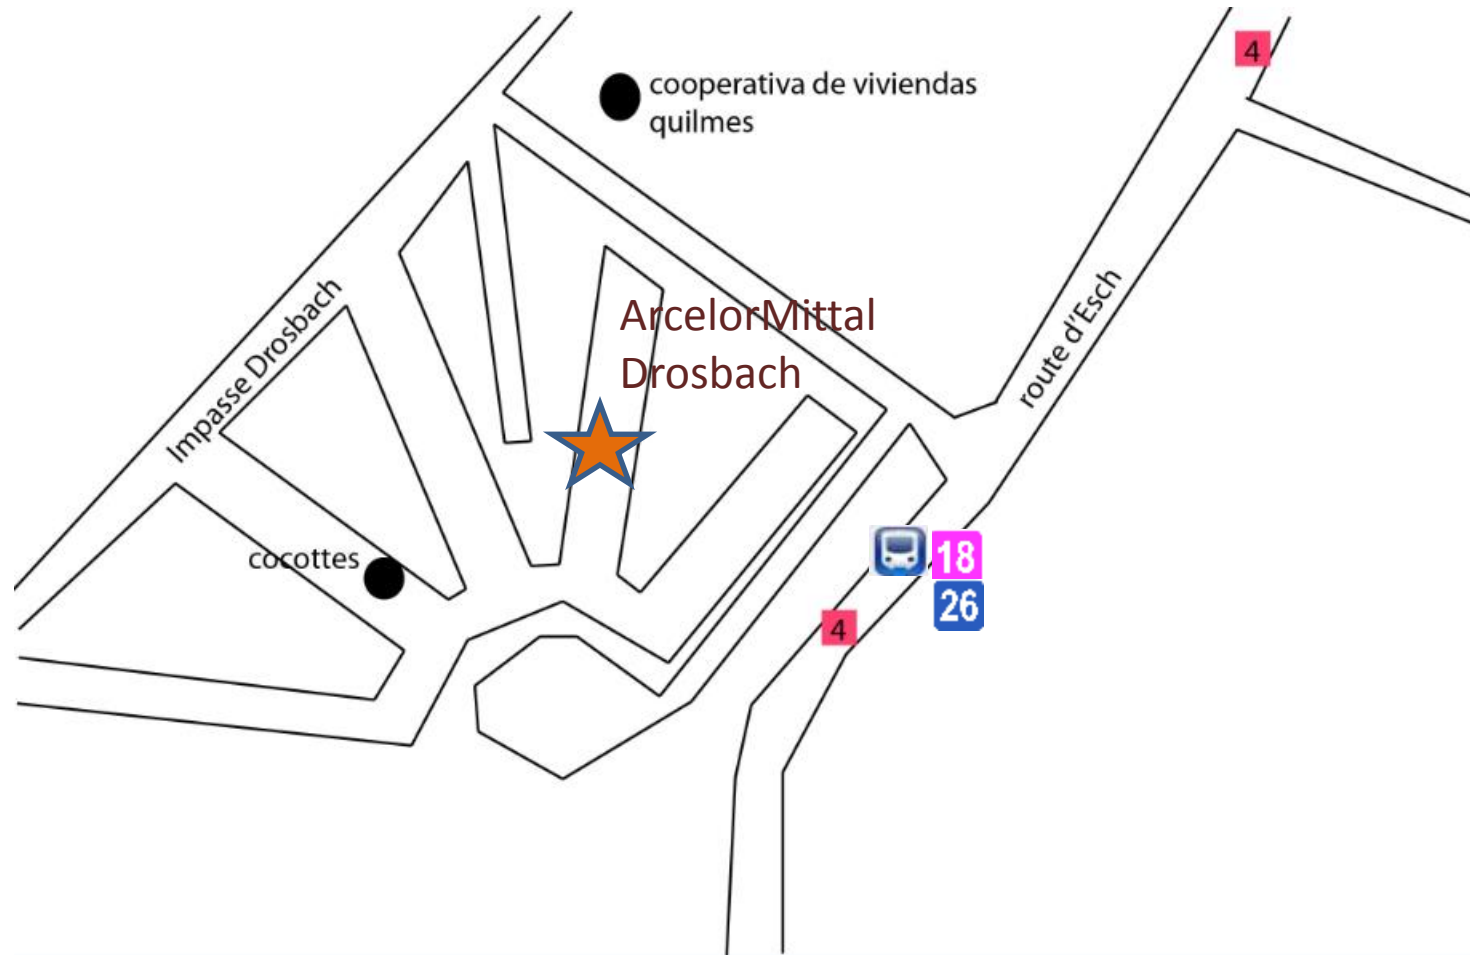 4
cooperativa de viviendas
quilmes
Impasse Drosbach
route d'Esch
ArcelorMittal
Drosbach
cocottes
18
26
4